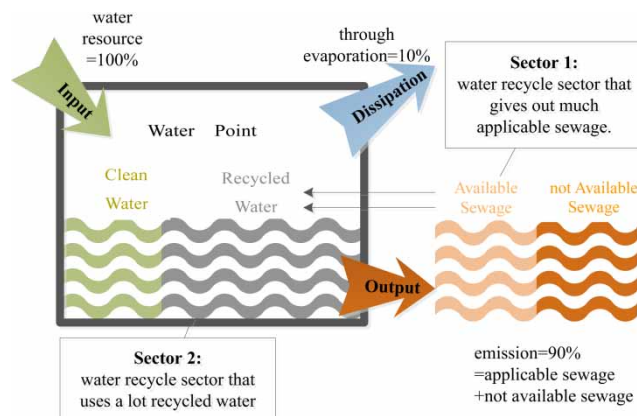 water
resource
=100%
Input
through
evaporation=10%
Dissipation
Sector 1:
water recycle sector that
gives out much
applicable sewage.
Water Point
Clean
Water
Recycled
Water
Available
Sewage
not Available
Sewage
Output
Sector 2:
water recycle sector that
uses a lot recycled water
emission=90%
=applicable sewage
+not available sewage